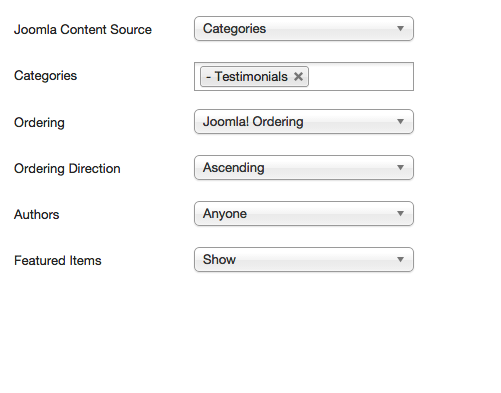 Joomla Content Source Categories
Categories - Testimonials
Ordering Joomla! Ordering
Ordering Direction Ascending
Authors Anyone
Featured Items Show